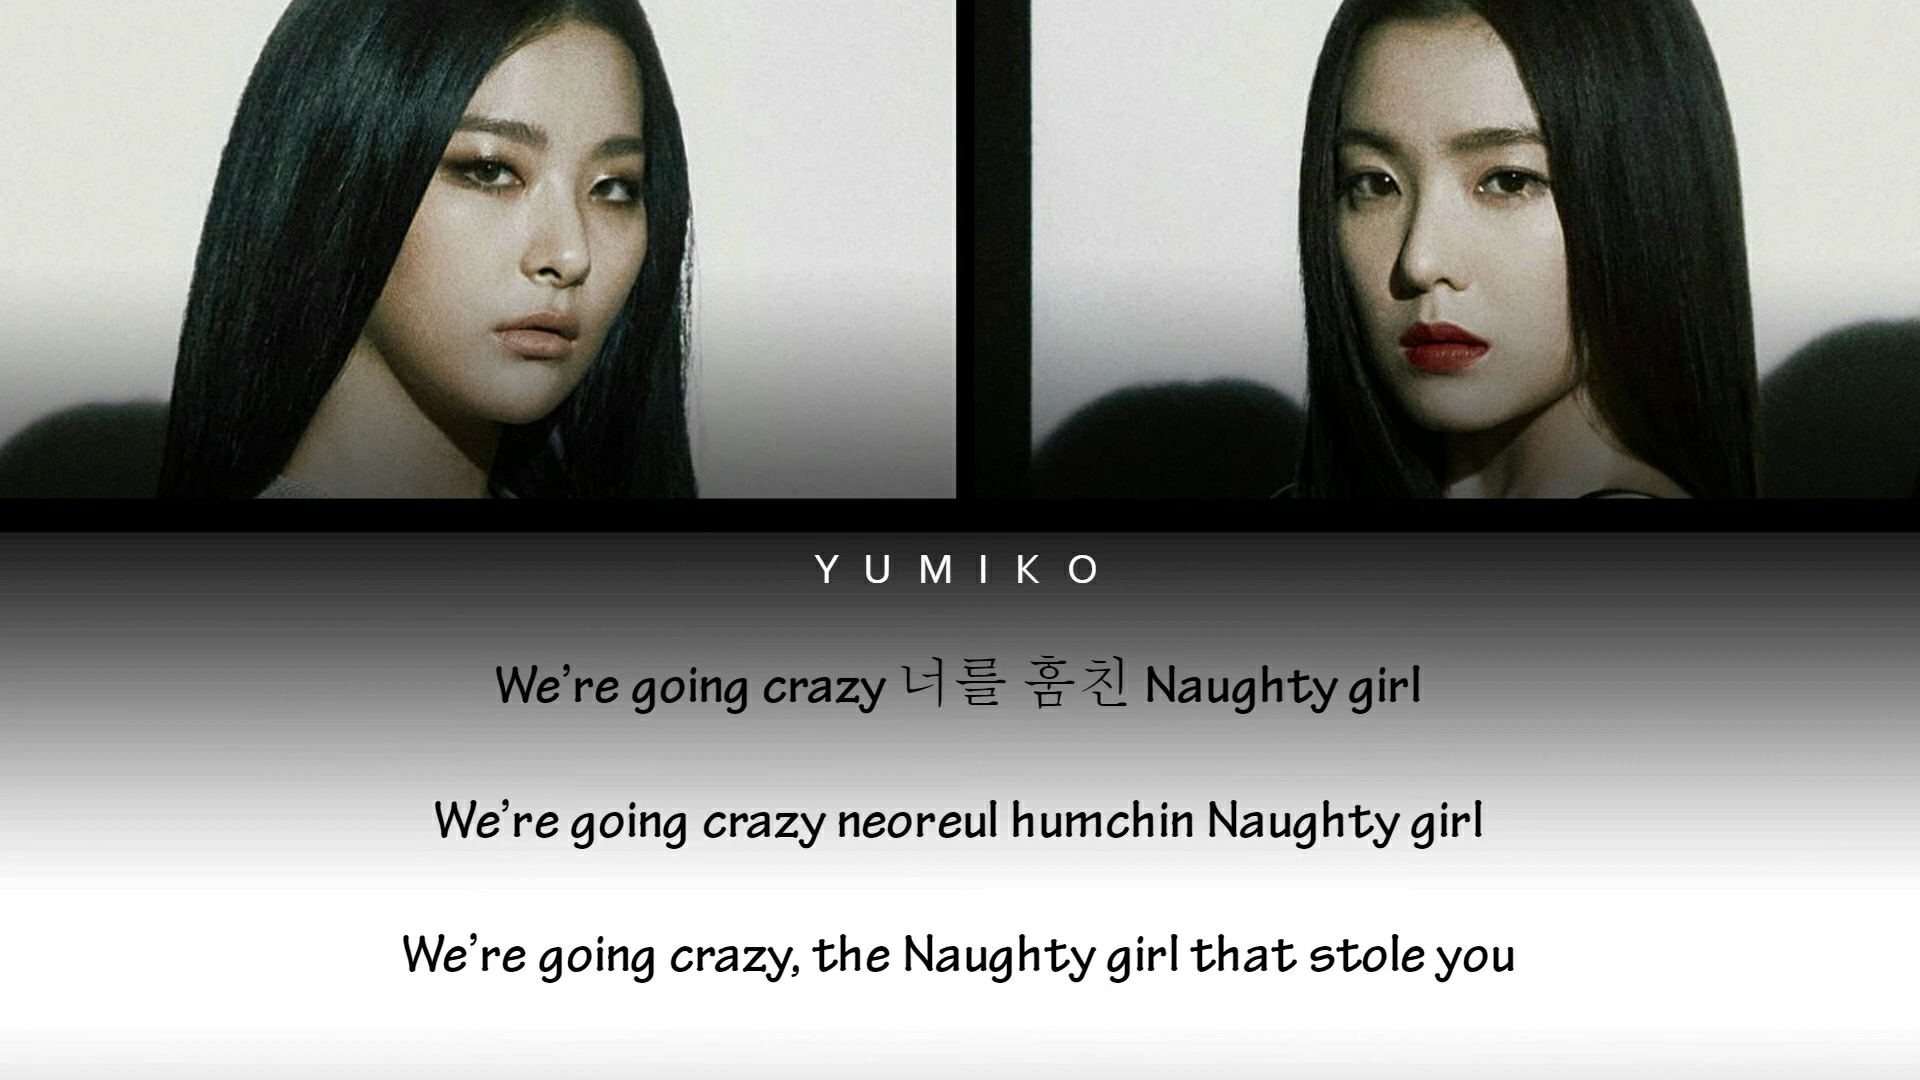 YUMIKO
We're going crazy 너를 훔친 Naughty girl
We're going crazy neoreul humchin Naughty girl
We're going crazy, the Naughty girl that stole you